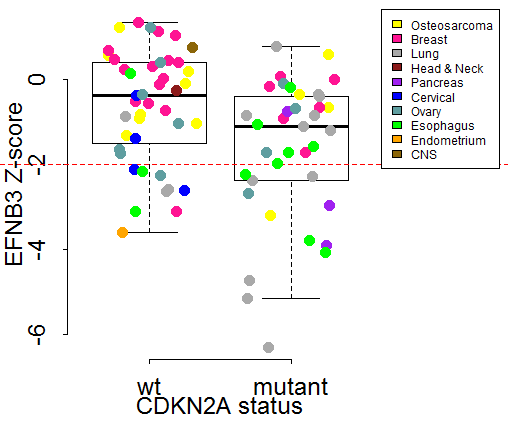 EFNB3 Z-score
0
-2
-4
-6
wt
mutant
CDKN2A status
Osteosarcoma
Breast
Lung
Head & Neck
Pancreas
Cervical
Ovary
Esophagus
Endometrium
CNS